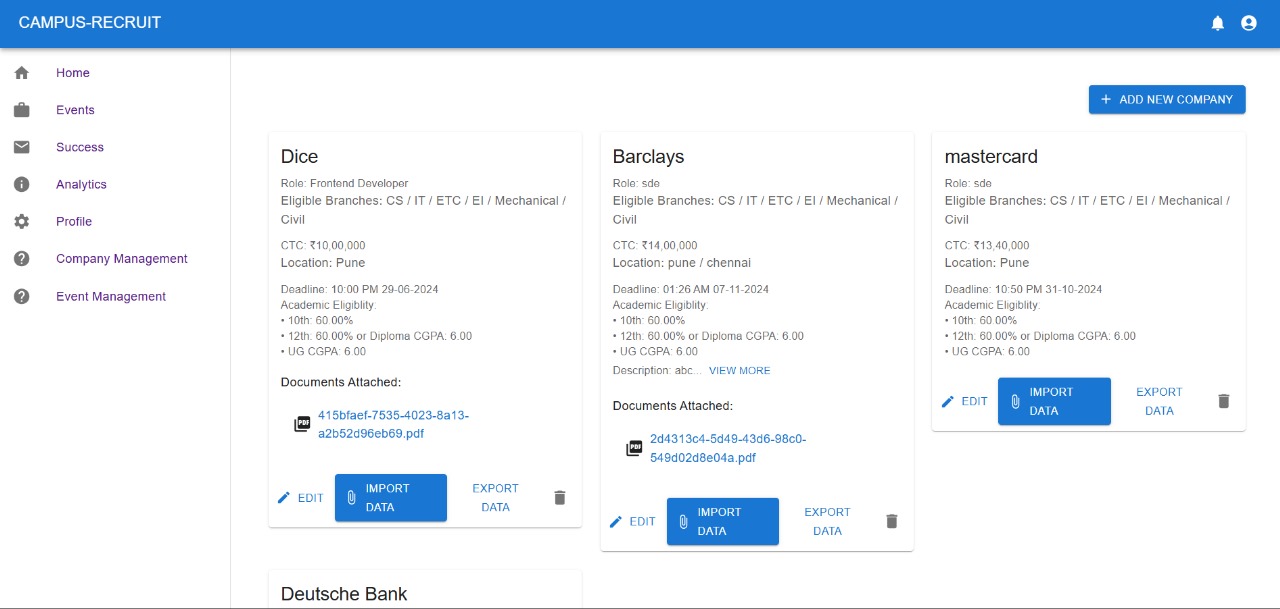 CAMPUS-RECRUIT
Home
Events
Success
Analytics
Profile
Company Management
Event Management
+ ADD NEW COMPANY
Dice
Role: Frontend Developer
Eligible Branches: CS / IT / ETC / EI / Mechanical /
Civil
CTC: ₹10,00,000
Location: Pune
Deadline: 10:00 PM 29-06-2024
Academic Eligiblity:
• 10th: 60.00%
• 12th: 60.00% or Diploma CGPA: 6.00
• UG CGPA: 6.00
Documents Attached:
PDF
415bfaef-7535-4023-8a13-
a2b52d96eb69.pdf
EDIT
IMPORT
DATA
EXPORT
DATA
Barclays
Role: sde
Eligible Branches: CS / IT / ETC / EI / Mechanical /
Civil
CTC: ₹14,00,000
Location: pune / chennai
Deadline: 01:26 AM 07-11-2024
Academic Eligiblity:
• 10th: 60.00%
• 12th: 60.00% or Diploma CGPA: 6.00
• UG CGPA: 6.00
Description: abc... VIEW MORE
Documents Attached:
PDF
2d4313c4-5d49-43d6-98c0-
549d02d8e04a.pdf
EDIT
IMPORT
DATA
EXPORT
DATA
mastercard
Role: sde
Eligible Branches: CS / IT / ETC / EI / Mechanical /
Civil
CTC: ₹13,40,000
Location: Pune
Deadline: 10:50 PM 31-10-2024
Academic Eligiblity:
• 10th: 60.00%
• 12th: 60.00% or Diploma CGPA: 6.00
• UG CGPA: 6.00
EDIT
IMPORT
DATA
EXPORT
DATA
Deutsche Bank